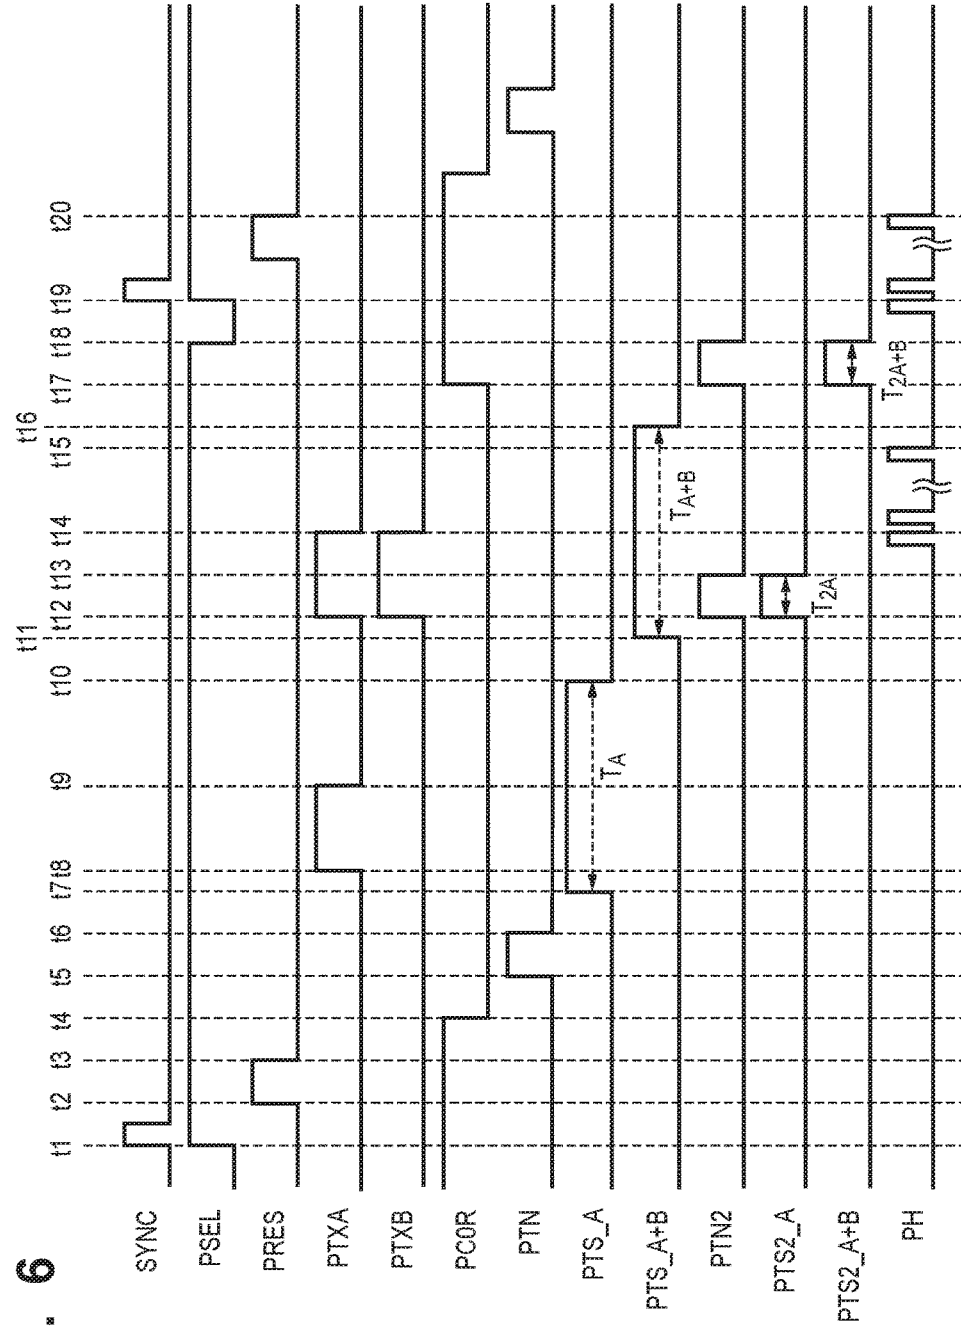 . 6
t1 t2 t3 t4 t5 t6 t7 t8 t9 t10 t11 t12 t13 t14 t15 t16 t17 t18 t19 t20
SYNC
PSEL
PRES
PTXA
PTXB
PC0R
PTN
PTS_A
TA
PTS_A+B
TA+B
PTN2
PTS2_A
T2A
PTS2_A+B
T2A+B
PH